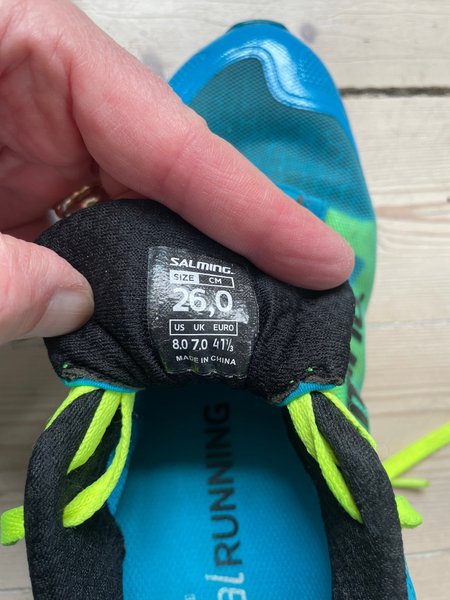 SALMING
SIZE CM
26,0
US UK EURO
8.0 7.0 41⅓
MADE IN CHINA
RUNNING